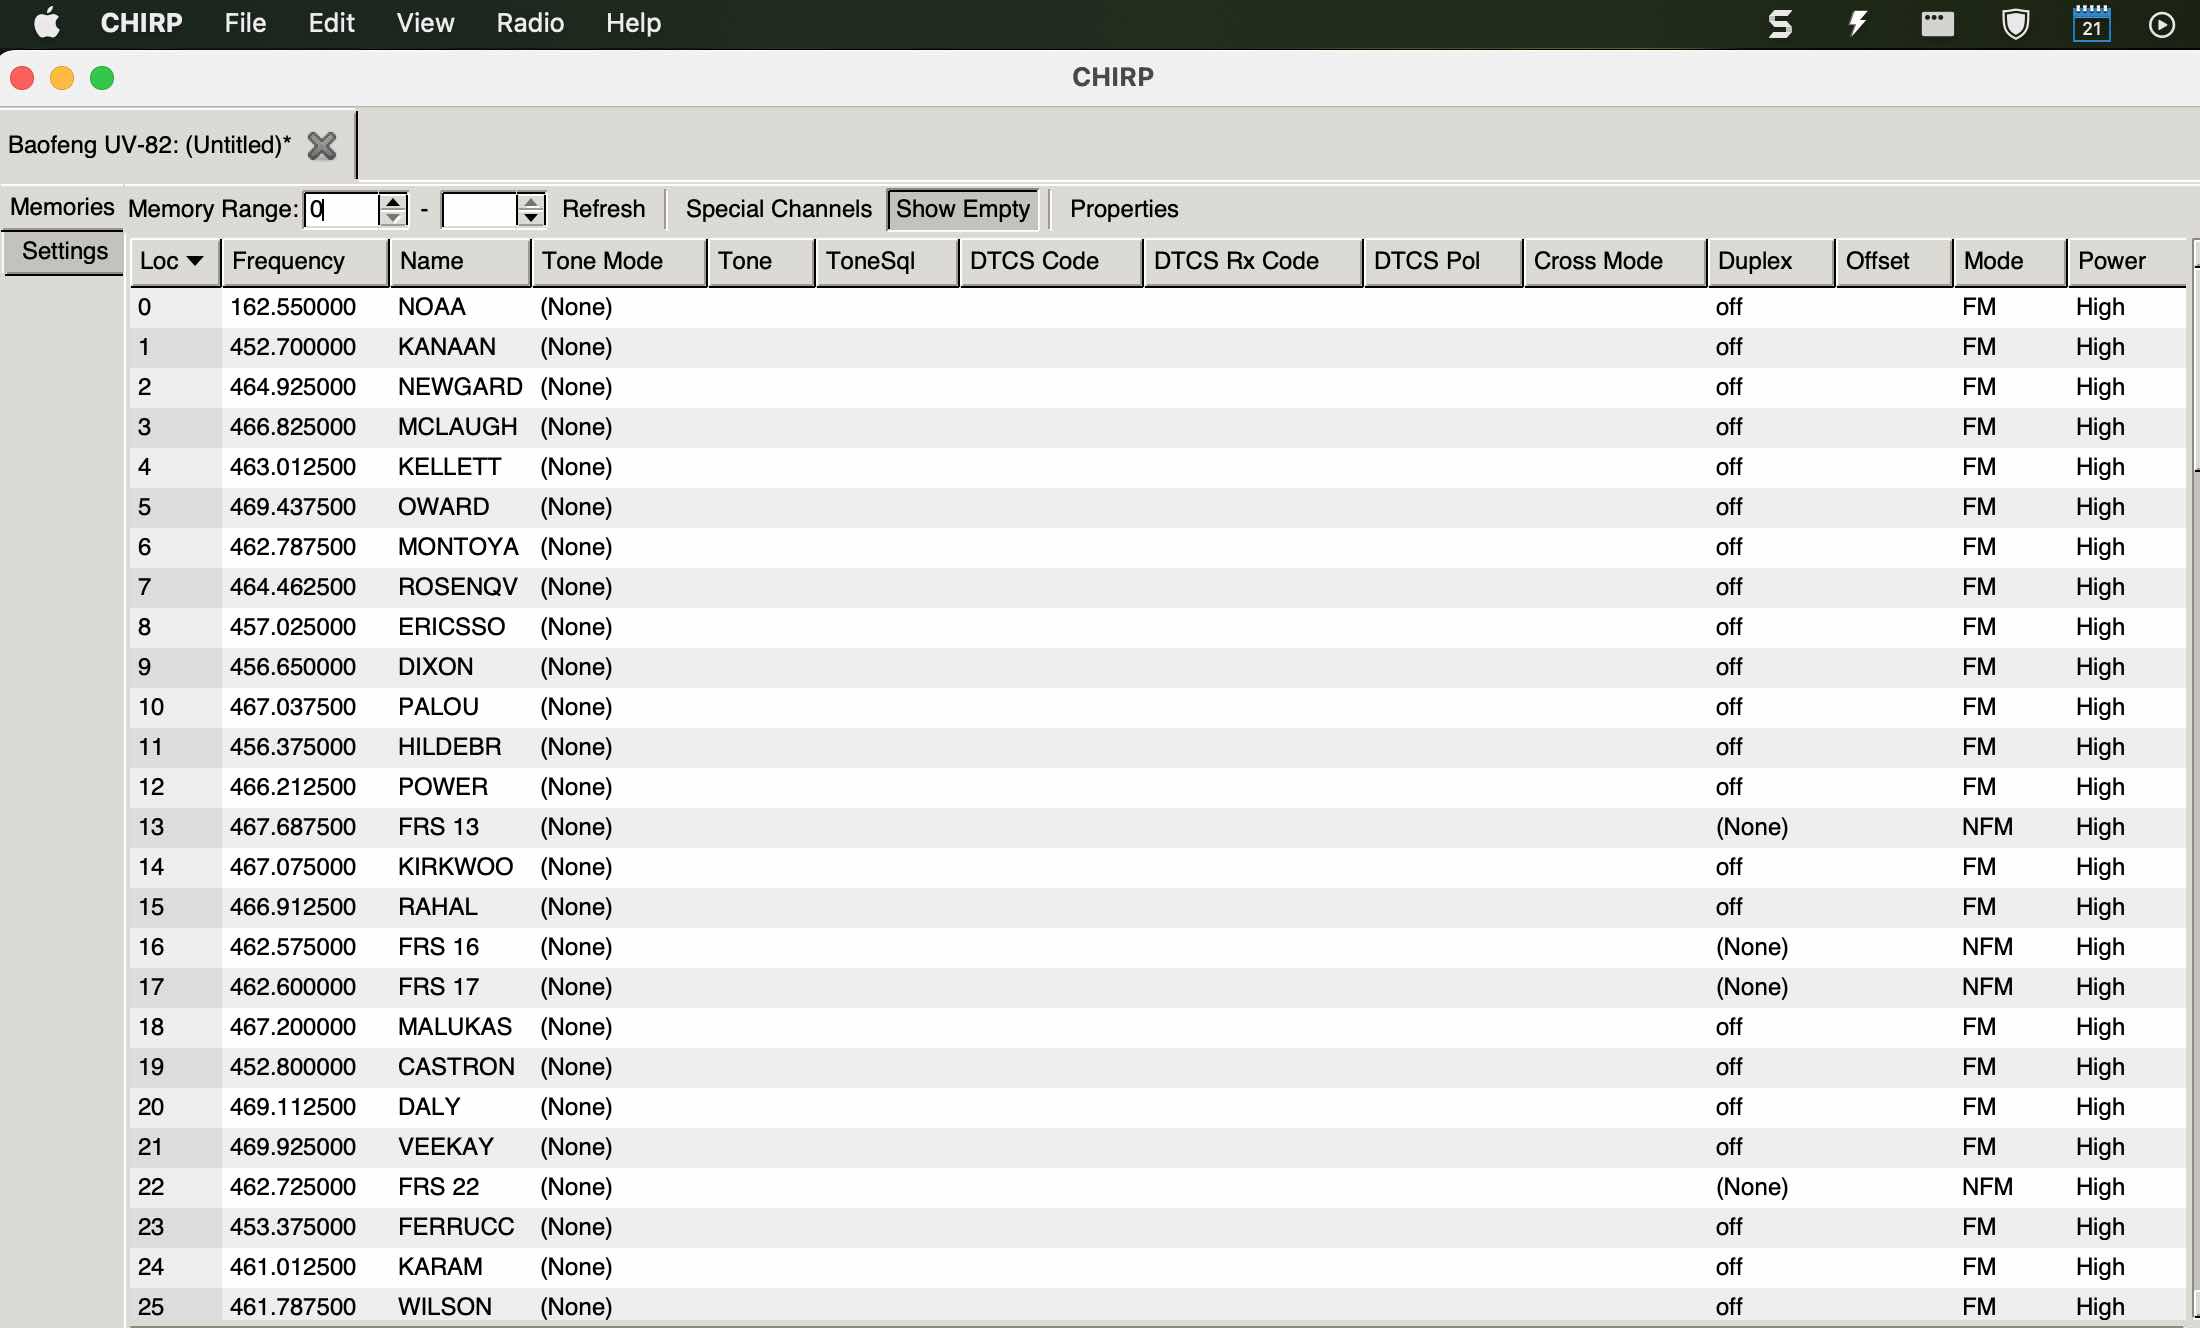 CHIRP File Edit View Radio Help 21
CHIRP
Baofeng UV-82: (Untitled)*
Memories Memory Range: 0 - Refresh Special Channels Show Empty Properties
Settings
Loc Frequency Name Tone Mode Tone ToneSql DTCS Code DTCS Rx Code DTCS Pol Cross Mode Duplex Offset Mode Power
0 162.550000 NOAA (None) off FM High
1 452.700000 KANAAN (None) off FM High
2 464.925000 NEWGARD (None) off FM High
3 466.825000 MCLAUGH (None) off FM High
4 463.012500 KELLETT (None) off FM High
5 469.437500 OWARD (None) off FM High
6 462.787500 MONTOYA (None) off FM High
7 464.462500 ROSENQV (None) off FM High
8 457.025000 ERICSSO (None) off FM High
9 456.650000 DIXON (None) off FM High
10 467.037500 PALOU (None) off FM High
11 456.375000 HILDEBR (None) off FM High
12 466.212500 POWER (None) off FM High
13 467.687500 FRS 13 (None) (None) NFM High
14 467.075000 KIRKWOO (None) off FM High
15 466.912500 RAHAL (None) off FM High
16 462.575000 FRS 16 (None) (None) NFM High
17 462.600000 FRS 17 (None) (None) NFM High
18 467.200000 MALUKAS (None) off FM High
19 452.800000 CASTRON (None) off FM High
20 469.112500 DALY (None) off FM High
21 469.925000 VEEKAY (None) off FM High
22 462.725000 FRS 22 (None) (None) NFM High
23 453.375000 FERRUCC (None) off FM High
24 461.012500 KARAM (None) off FM High
25 461.787500 WILSON (None) off FM High